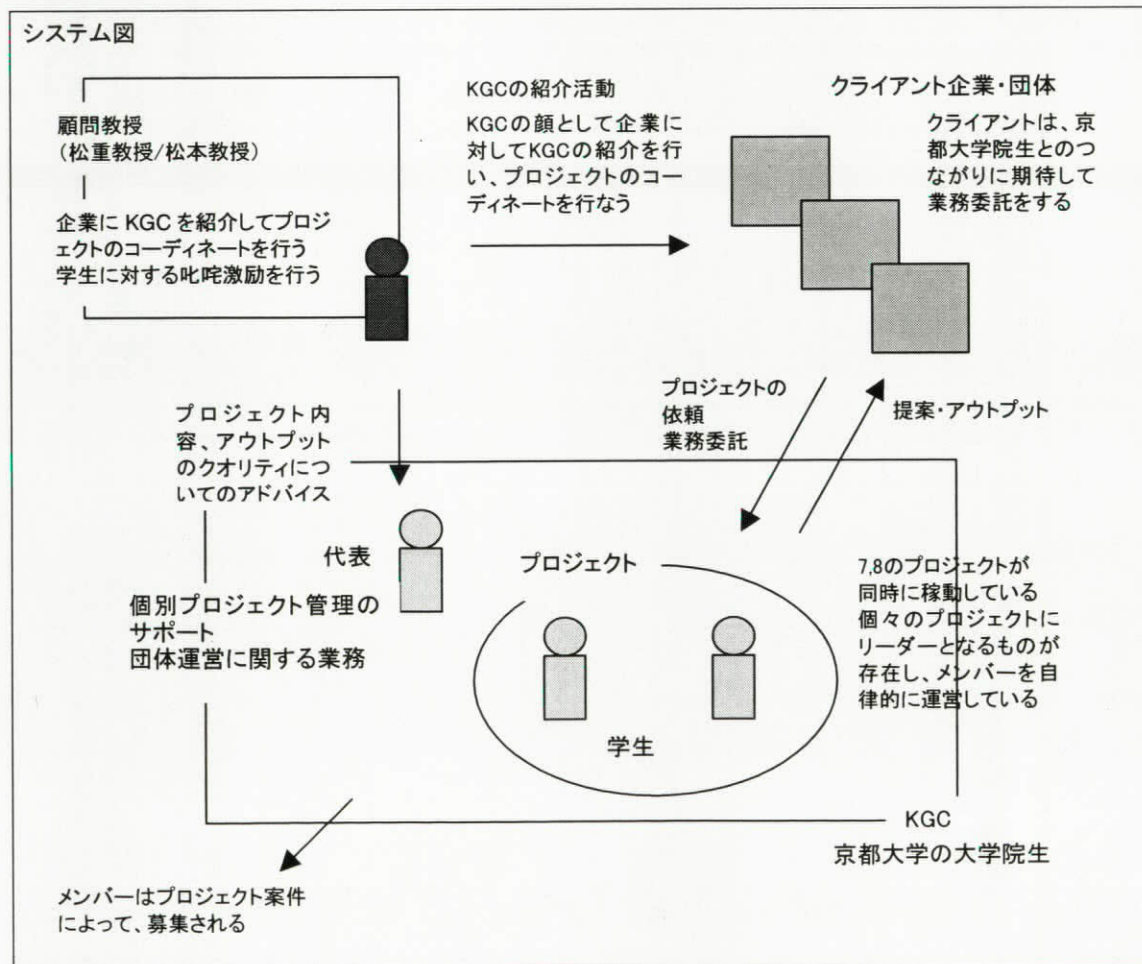 システム図
顧問教授
(松重教授/松本教授)
企業に KGC を紹介してプロジ
ェクトのコーディネートを行う
学生に対する叱咤激励を行う
KGCの紹介活動
KGCの顔として企業に
対してKGCの紹介を行
い、プロジェクトのコー
ディネートを行なう
クライアント企業・団体
クライアントは、京
都大学院生とのつ
ながりに期待して
業務委託をする
プロジェクト内
容、アウトプット
のクオリティにつ
いてのアドバイス
プロジェクトの
依頼
業務委託
提案・アウトプット
代表
個別プロジェクト管理の
サポート
団体運営に関する業務
プロジェクト
学生
7,8のプロジェクトが
同時に稼動している
個々のプロジェクトに
リーダーとなるものが
存在し、メンバーを自
律的に運営している
KGC
京都大学の大学院生
メンバーはプロジェクト案件
によって、募集される